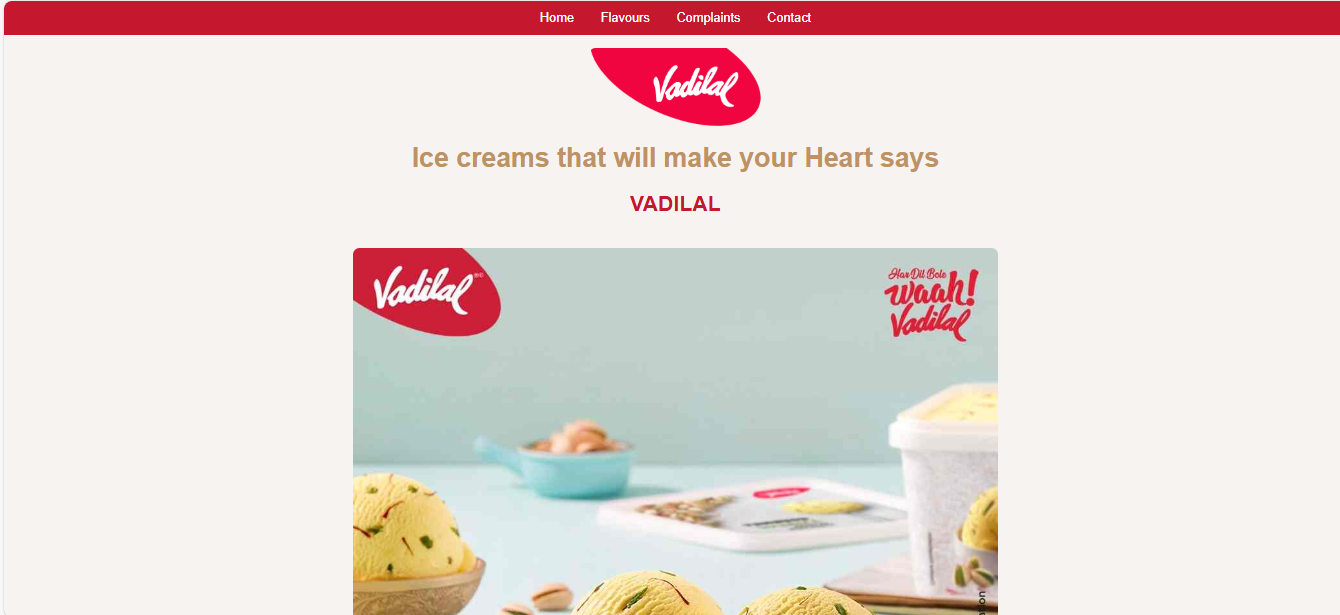 Home Flavours Complaints Contact
Vadilal
Ice creams that will make your Heart says
VADILAL
Vadilal
Har Dil Bole
waah!
Vadilal